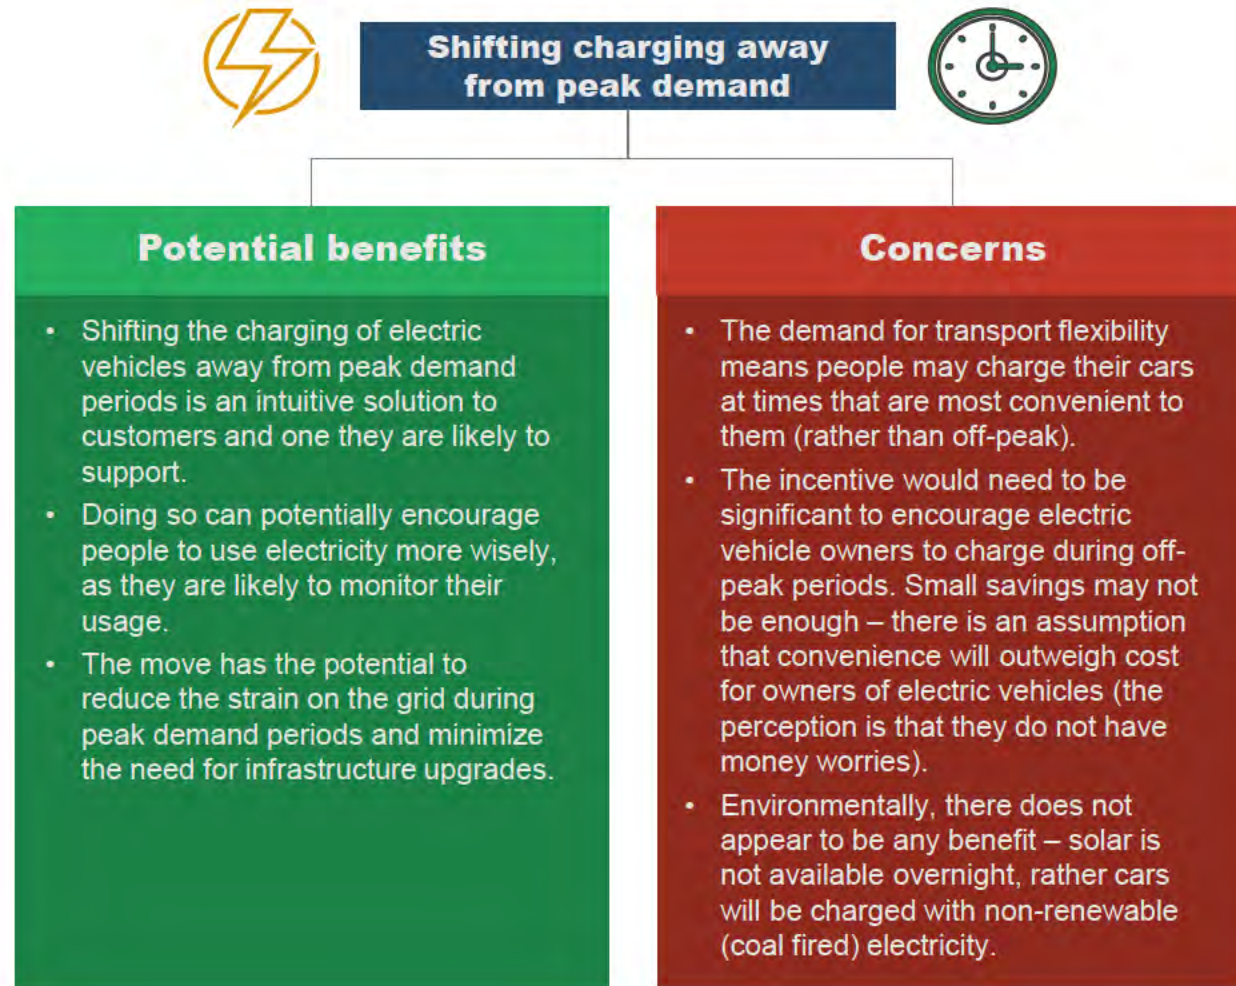 Shifting charging away
from peak demand
Potential benefits
• Shifting the charging of electric
vehicles away from peak demand
periods is an intuitive solution to
customers and one they are likely to
support.
• Doing so can potentially encourage
people to use electricity more wisely,
as they are likely to monitor their
usage.
• The move has the potential to
reduce the strain on the grid during
peak demand periods and minimize
the need for infrastructure upgrades.
Concerns
• The demand for transport flexibility
means people may charge their cars
at times that are most convenient to
them (rather than off-peak).
• The incentive would need to be
significant to encourage electric
vehicle owners to charge during off-
peak periods. Small savings may not
be enough – there is an assumption
that convenience will outweigh cost
for owners of electric vehicles (the
perception is that they do not have
money worries).
• Environmentally, there does not
appear to be any benefit – solar is
not available overnight, rather cars
will be charged with non-renewable
(coal fired) electricity.